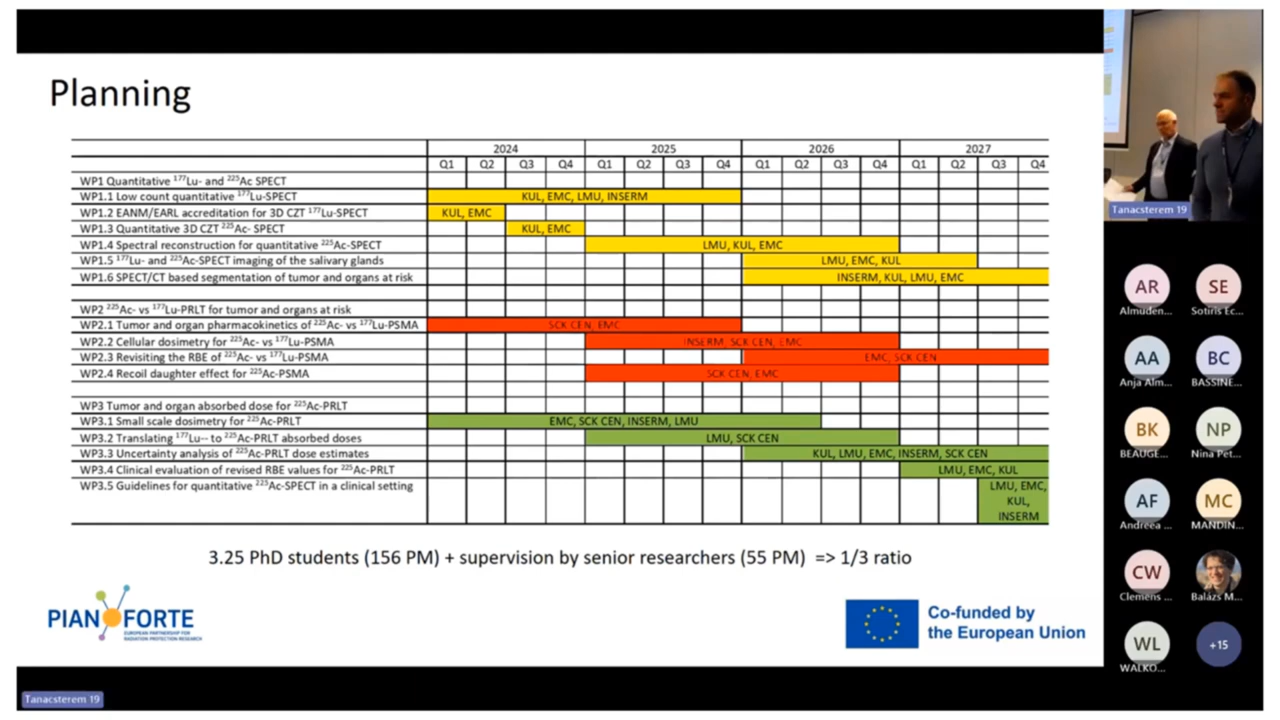 Planning
2024 2025 2026 2027
Q1 Q2 Q3 Q4 Q1 Q2 Q3 Q4 Q1 Q2 Q3 Q4 Q1 Q2 Q3 Q4
WP1 Quantitative ¹⁷⁷Lu- and ²²⁵Ac SPECT
WP1.1 Low count quantitative ¹⁷⁷Lu-SPECT KUL, EMC, LMU, INSERM
WP1.2 EANM/EARL accreditation for 3D CZT ¹⁷⁷Lu-SPECT KUL, EMC
WP1.3 Quantitative 3D CZT ²²⁵Ac- SPECT KUL, EMC
WP1.4 Spectral reconstruction for quantitative ²²⁵Ac-SPECT LMU, KUL, EMC
WP1.5 ¹⁷⁷Lu- and ²²⁵Ac-SPECT imaging of the salivary glands LMU, EMC, KUL
WP1.6 SPECT/CT based segmentation of tumor and organs at risk INSERM, KUL, LMU, EMC
WP2 ²²⁵Ac- vs ¹⁷⁷Lu-PRLT for tumor and organs at risk
WP2.1 Tumor and organ pharmacokinetics of ²²⁵Ac- vs ¹⁷⁷Lu-PSMA SCK CEN, EMC
WP2.2 Cellular dosimetry for ²²⁵Ac- vs ¹⁷⁷Lu-PSMA INSERM, SCK CEN, EMC
WP2.3 Revisiting the RBE of ²²⁵Ac- vs ¹⁷⁷Lu-PSMA EMC, SCK CEN
WP2.4 Recoil daughter effect for ²²⁵Ac-PSMA SCK CEN, EMC
WP3 Tumor and organ absorbed dose for ²²⁵Ac-PRLT
WP3.1 Small scale dosimetry for ²²⁵Ac-PRLT EMC, SCK CEN, INSERM, LMU
WP3.2 Translating ¹⁷⁷Lu-- to ²²⁵Ac-PRLT absorbed doses LMU, SCK CEN
WP3.3 Uncertainty analysis of ²²⁵Ac-PRLT dose estimates KUL, LMU, EMC, INSERM, SCK CEN
WP3.4 Clinical evaluation of revised RBE values for ²²⁵Ac-PRLT LMU, EMC, KUL
WP3.5 Guidelines for quantitative ²²⁵Ac-SPECT in a clinical setting LMU, EMC,
KUL,
INSERM
3.25 PhD students (156 PM) + supervision by senior researchers (55 PM) => 1/3 ratio
PIANOFORTE
EUROPEAN PARTNERSHIP FOR
RADIATION PROTECTION RESEARCH
Co-funded by
the European Union
Tanacsterem 19
Tanacsterem 19
AR SE
Almuden... Sotiris Ec...
AA BC
Anja Alm... BASSINE...
BK NP
BEAUGE... Nina Pet...
AF MC
Andreea ... MANDIN...
CW
Clemens ... Balázs M...
WL +15
WALKO...